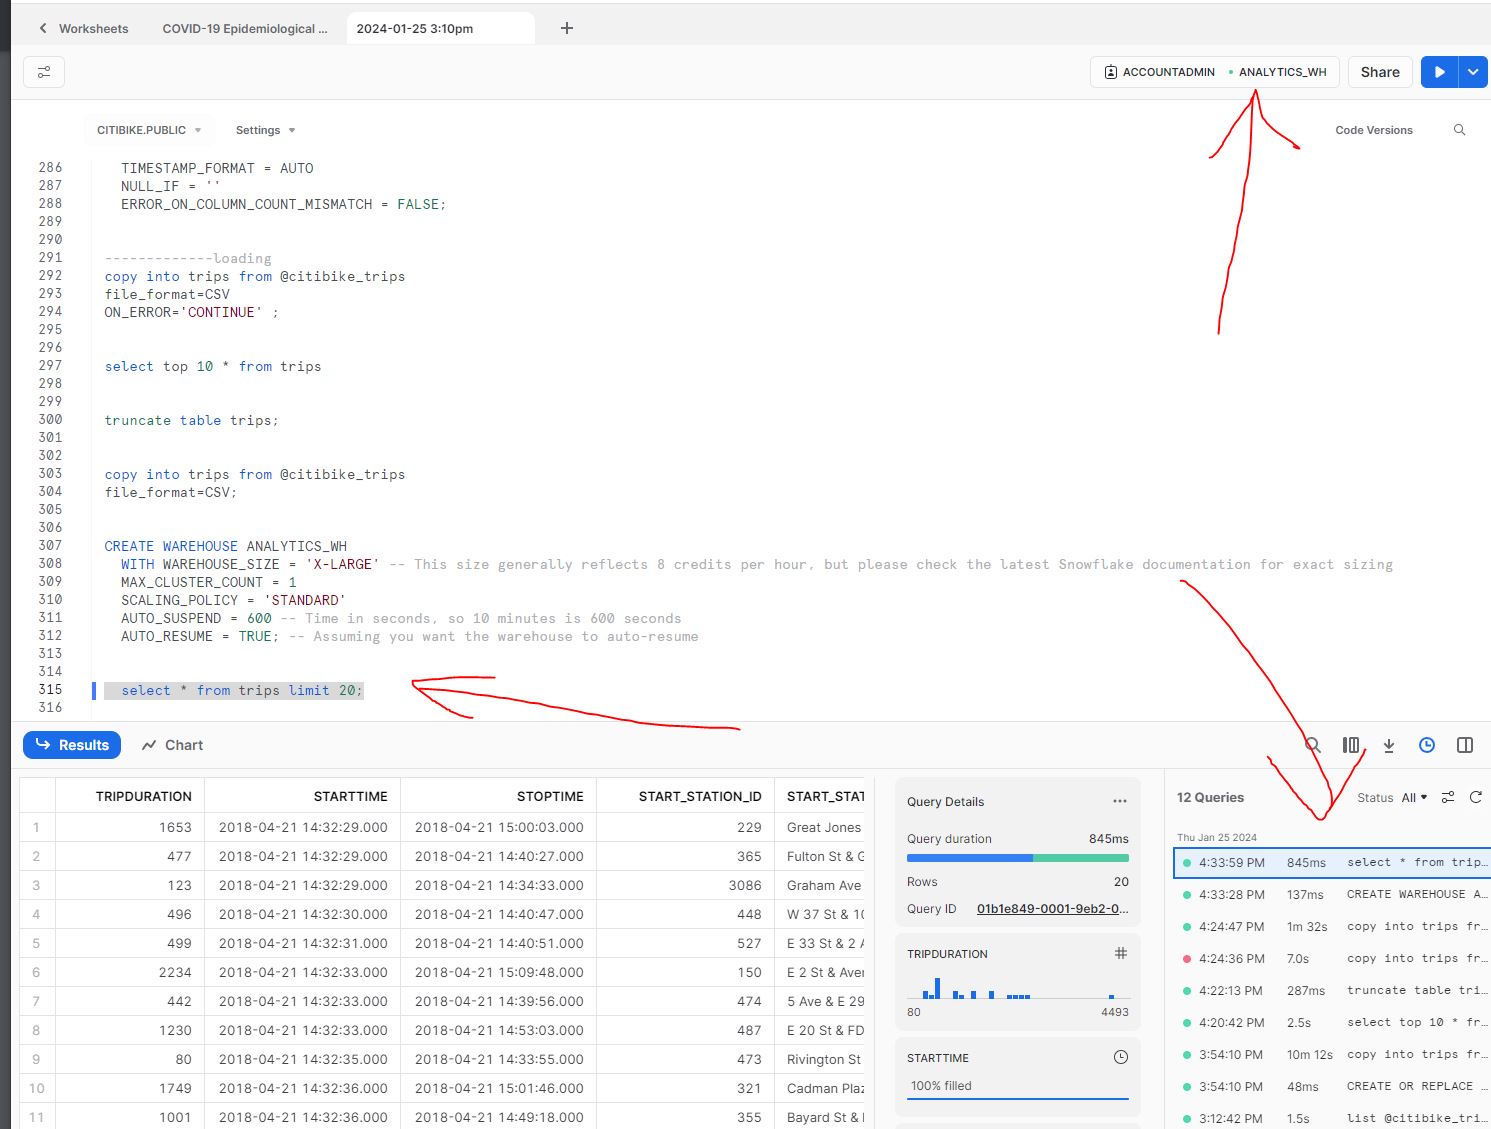 Worksheets
COVID-19 Epidemiological ...
2024-01-25 3:10pm
ACCOUNTADMIN
ANALYTICS_WH
Share
CITIBIKE.PUBLIC
Settings
Code Versions
286 TIMESTAMP_FORMAT = AUTO
287 NULL_IF = ''
288 ERROR_ON_COLUMN_COUNT_MISMATCH = FALSE;
289
290
291 -------------loading
292 copy into trips from @citibike_trips
293 file_format=CSV
294 ON_ERROR='CONTINUE' ;
295
296
297 select top 10 * from trips
298
299
300 truncate table trips;
301
302
303 copy into trips from @citibike_trips
304 file_format=CSV;
305
306
307 CREATE WAREHOUSE ANALYTICS_WH
308 WITH WAREHOUSE_SIZE = 'X-LARGE' -- This size generally reflects 8 credits per hour, but please check the latest Snowflake documentation for exact sizing
309 MAX_CLUSTER_COUNT = 1
310 SCALING_POLICY = 'STANDARD'
311 AUTO_SUSPEND = 600 -- Time in seconds, so 10 minutes is 600 seconds
312 AUTO_RESUME = TRUE; -- Assuming you want the warehouse to auto-resume
313
314
315 select * from trips limit 20;
316
Results
Chart
TRIPDURATION STARTTIME STOPTIME START_STATION_ID START_STAT
1 1653 2018-04-21 14:32:29.000 2018-04-21 15:00:03.000 229 Great Jones
2 477 2018-04-21 14:32:29.000 2018-04-21 14:40:27.000 365 Fulton St & G
3 123 2018-04-21 14:32:29.000 2018-04-21 14:34:33.000 3086 Graham Ave
4 496 2018-04-21 14:32:30.000 2018-04-21 14:40:47.000 448 W 37 St & 10
5 499 2018-04-21 14:32:31.000 2018-04-21 14:40:51.000 527 E 33 St & 2 A
6 2234 2018-04-21 14:32:33.000 2018-04-21 15:09:48.000 150 E 2 St & Aven
7 442 2018-04-21 14:32:33.000 2018-04-21 14:39:56.000 474 5 Ave & E 29
8 1230 2018-04-21 14:32:33.000 2018-04-21 14:53:03.000 487 E 20 St & FD
9 80 2018-04-21 14:32:35.000 2018-04-21 14:33:55.000 473 Rivington St
10 1749 2018-04-21 14:32:36.000 2018-04-21 15:01:46.000 321 Cadman Plaz
11 1001 2018-04-21 14:32:36.000 2018-04-21 14:49:18.000 355 Bayard St &
Query Details ...
Query duration 845ms
Rows 20
Query ID 01b1e849-0001-9eb2-0...
TRIPDURATION #
80 4493
STARTTIME
100% filled
12 Queries
Status All
Thu Jan 25 2024
4:33:59 PM 845ms select * from trip...
4:33:28 PM 137ms CREATE WAREHOUSE A...
4:24:47 PM 1m 32s copy into trips fr...
4:24:36 PM 7.0s copy into trips fr...
4:22:13 PM 287ms truncate table tri...
4:20:42 PM 2.5s select top 10 * fr...
3:54:10 PM 10m 12s copy into trips fr...
3:54:10 PM 48ms CREATE OR REPLACE ...
3:12:42 PM 1.5s list @citibike_tri...